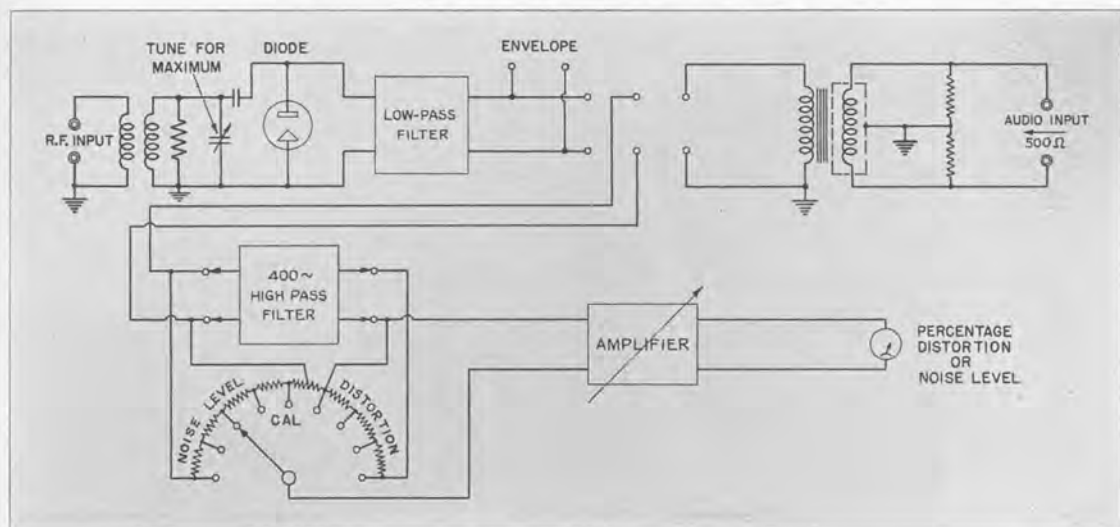 TUNE FOR
MAXIMUM
DIODE
ENVELOPE
R.F. INPUT
LOW-PASS
FILTER
AUDIO INPUT
500Ω
400~
HIGH PASS
FILTER
AMPLIFIER
PERCENTAGE
DISTORTION
OR
NOISE LEVEL
NOISE LEVEL
CAL
DISTORTION